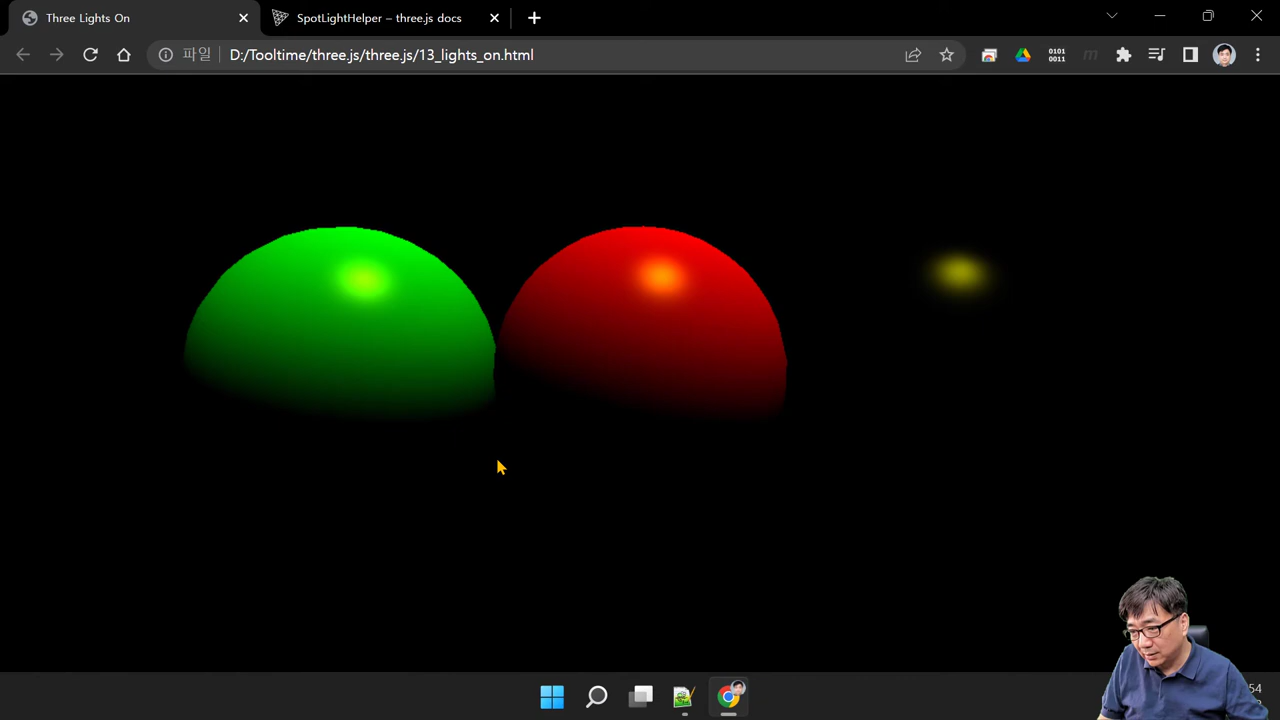 Three Lights On
SpotLightHelper – three.js docs
파일
D:/Tooltime/three.js/three.js/13_lights_on.html
0101
0011
m
54